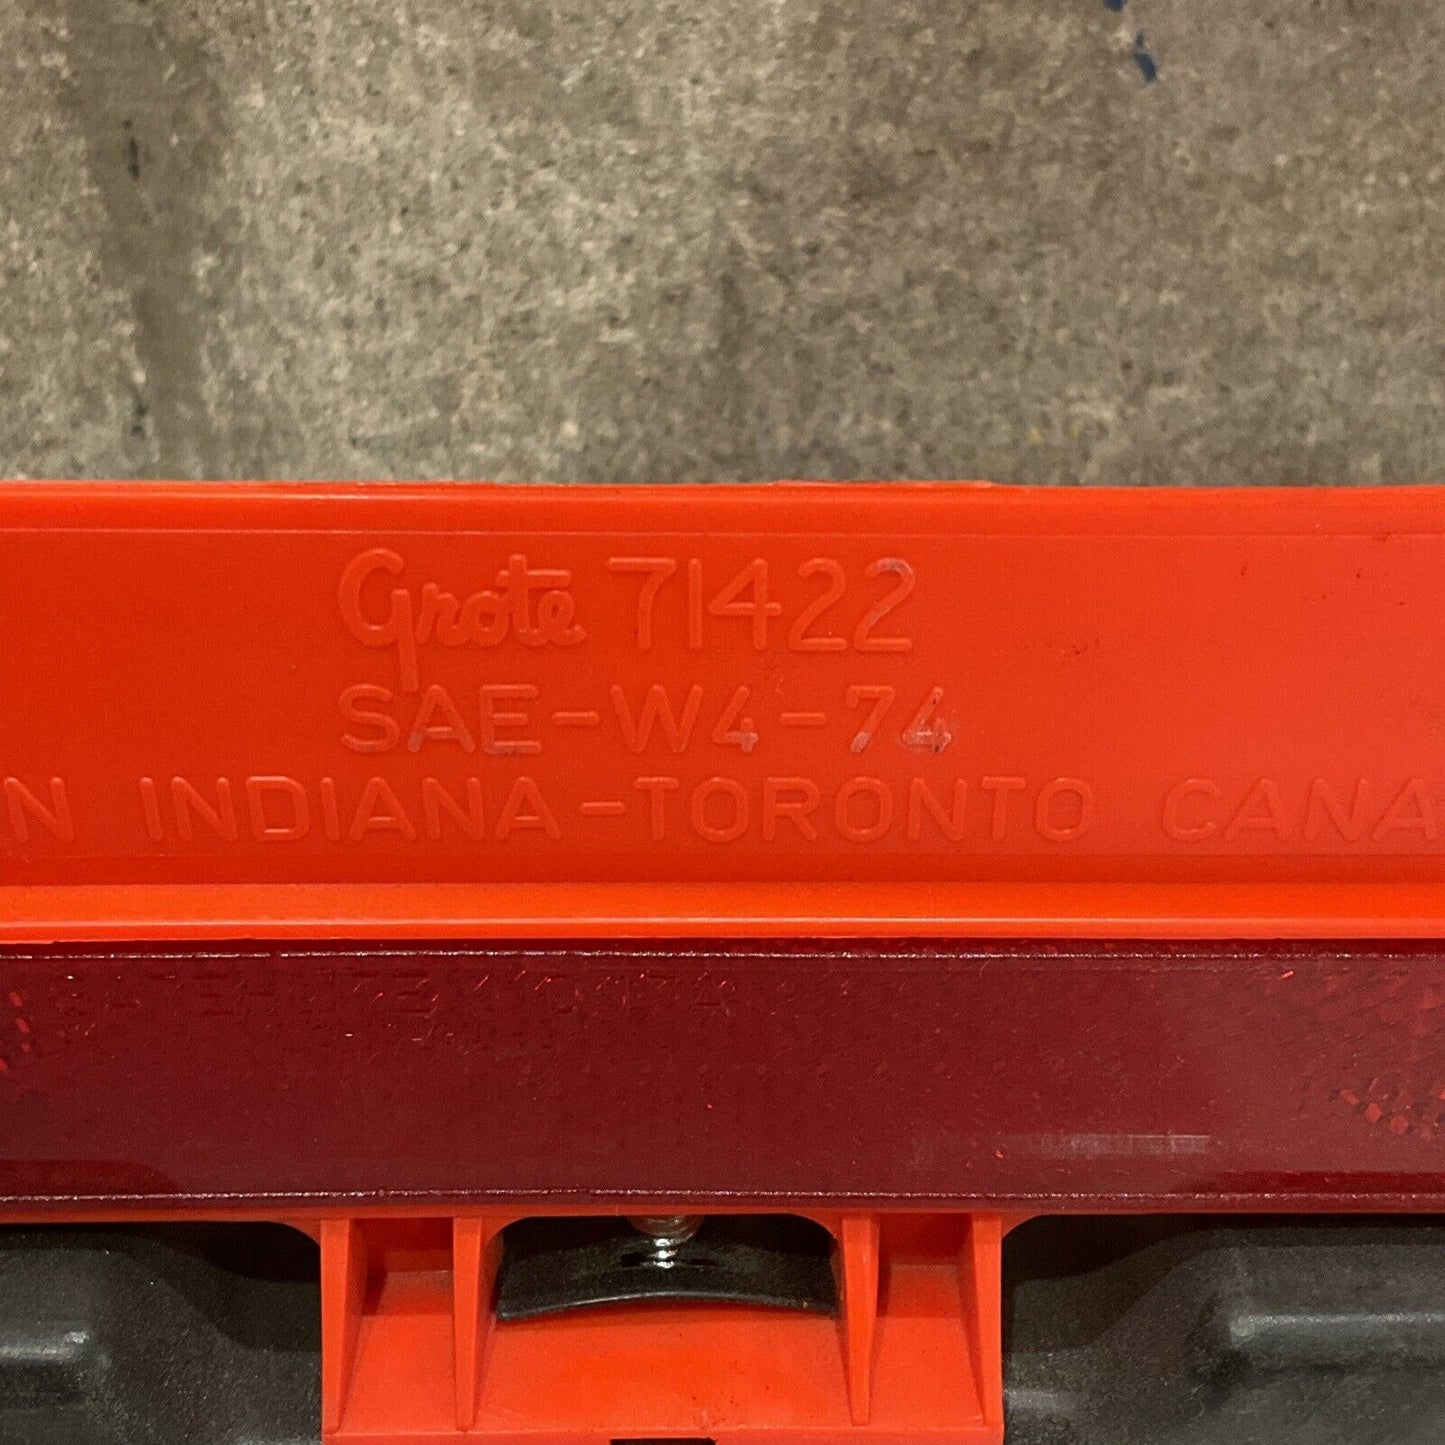 Grote 71422
SAE-W4-74
N INDIANA-TORONTO CANA